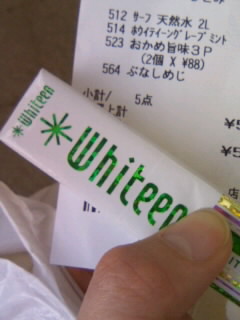 512 サーフ 天然水 2L
514 ホワイティーングレープミント
523 おかめ旨味3P
(2個 X ¥88)
564 ぶなしめじ
小計/ 5点
上計
Whiteen
Whiteen